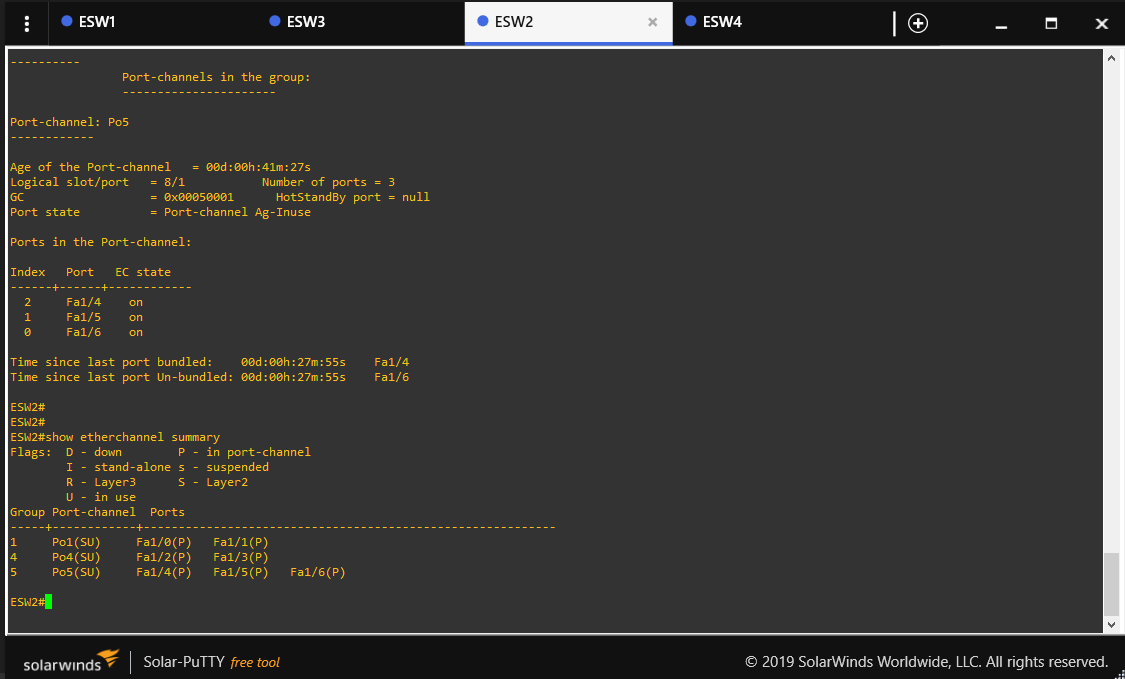 ESW1 ESW3 ESW2 ESW4
----------
Port-channels in the group:
----------------------
Port-channel: Po5
------------
Age of the Port-channel   = 00d:00h:41m:27s
Logical slot/port   = 8/1           Number of ports = 3
GC                  = 0x00050001      HotStandBy port = null
Port state          = Port-channel Ag-Inuse
Ports in the Port-channel:
Index   Port   EC state
------+------+------------
2     Fa1/4    on
1     Fa1/5    on
0     Fa1/6    on
Time since last port bundled:    00d:00h:27m:55s    Fa1/4
Time since last port Un-bundled: 00d:00h:27m:55s    Fa1/6
ESW2#
ESW2#
ESW2#show etherchannel summary
Flags:  D - down        P - in port-channel
I - stand-alone s - suspended
R - Layer3      S - Layer2
U - in use
Group Port-channel  Ports
-----+------------+-----------------------------------------------------------
1     Po1(SU)     Fa1/0(P)   Fa1/1(P)
4     Po4(SU)     Fa1/2(P)   Fa1/3(P)
5     Po5(SU)     Fa1/4(P)   Fa1/5(P)   Fa1/6(P)
ESW2#
solarwinds Solar-PuTTY free tool © 2019 SolarWinds Worldwide, LLC. All rights reserved.